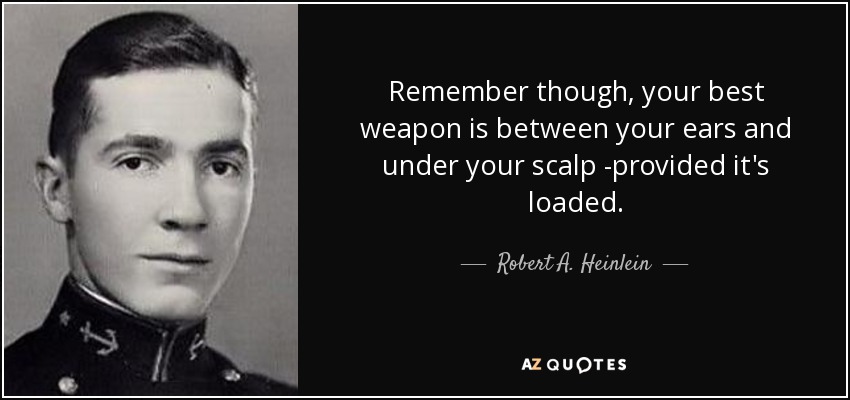 Remember though, your best
weapon is between your ears and
under your scalp -provided it's
loaded.
Robert A. Heinlein
AZ QUOTES